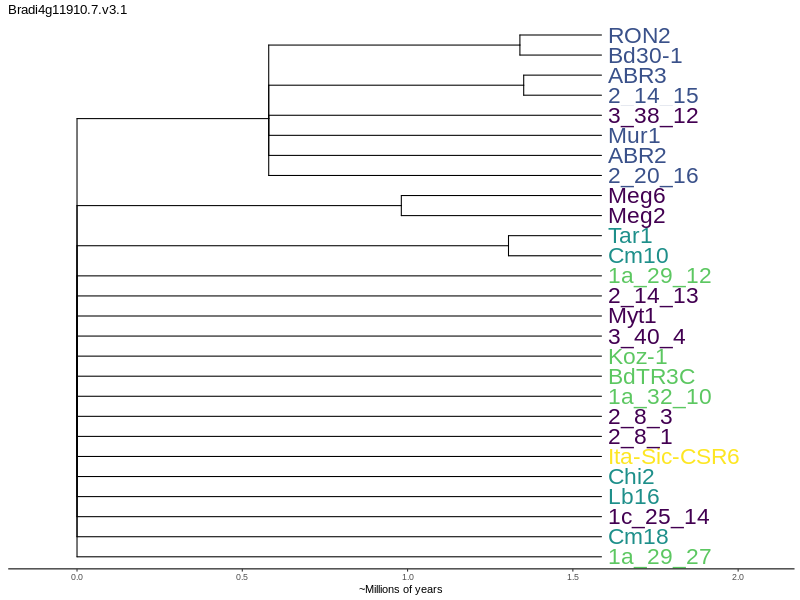 Bradi4g11910.7.v3.1
RON2
Bd30-1
ABR3
2_14_15
3_38_12
Mur1
ABR2
2_20_16
Meg6
Meg2
Tar1
Cm10
1a_29_12
2_14_13
Myt1
3_40_4
Koz-1
BdTR3C
1a_32_10
2_8_3
2_8_1
Ita-Sic-CSR6
Chi2
Lb16
1c_25_14
Cm18
1a_29_27
0.0 0.5 1.0 1.5 2.0
~Millions of years